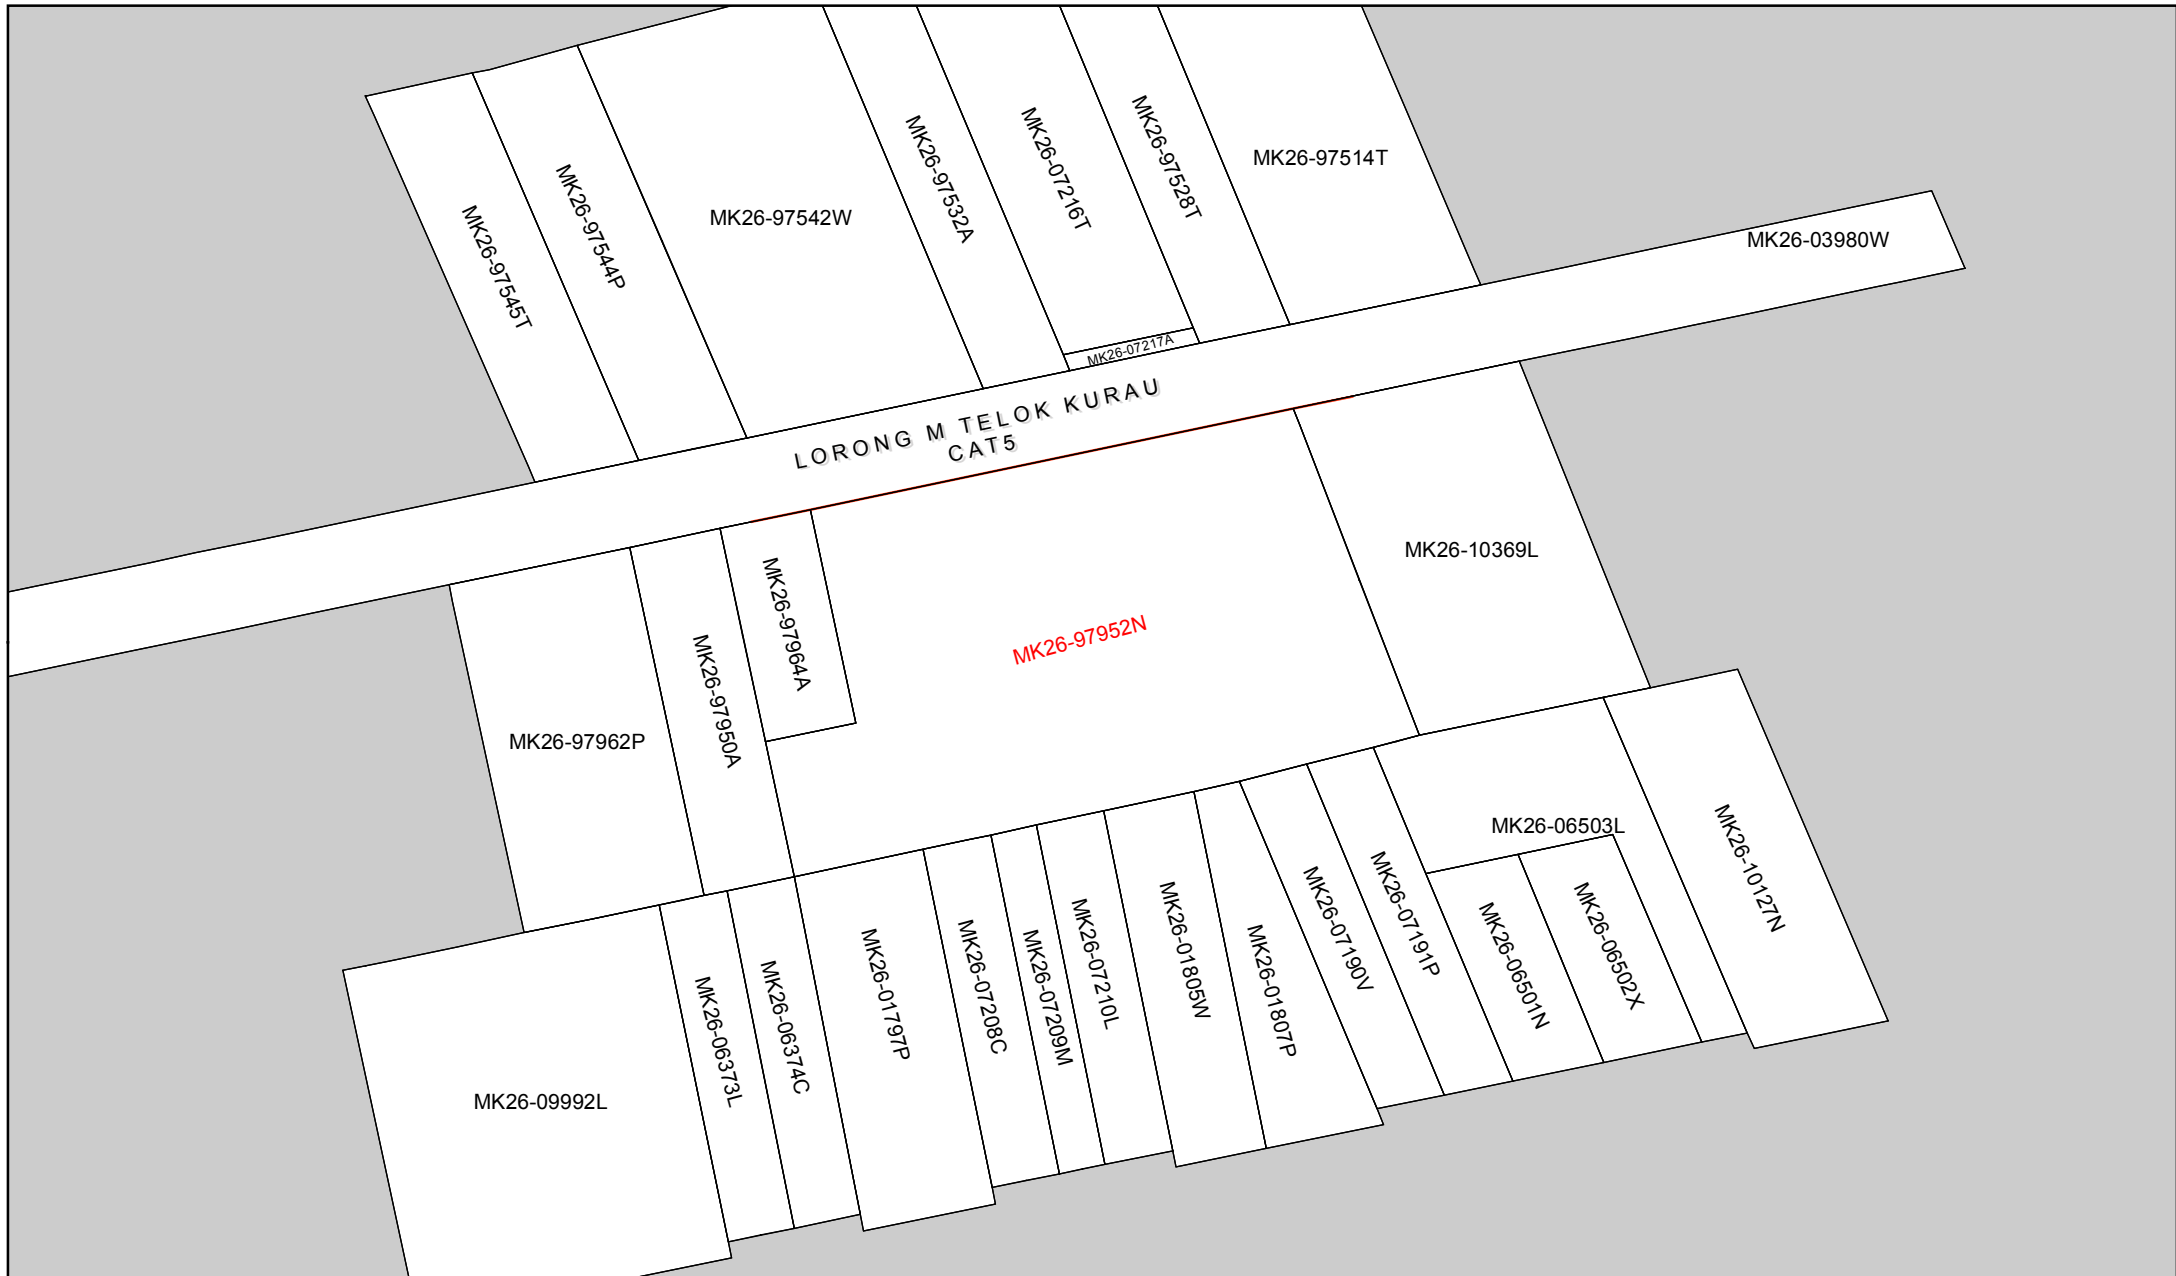 MK26-97545T
MK26-97544P
MK26-97542W
MK26-97532A
MK26-07216T
MK26-97528T
MK26-97514T
MK26-03980W
MK26-07217A
LORONG M TELOK KURAU
CAT5
MK26-97962P
MK26-97950A
MK26-97964A
MK26-97952N
MK26-10369L
MK26-09992L
MK26-06373L
MK26-06374C
MK26-01797P
MK26-07208C
MK26-07209M
MK26-07210L
MK26-01805W
MK26-01807P
MK26-07190V
MK26-07191P
MK26-06503L
MK26-06501N
MK26-06502X
MK26-10127N